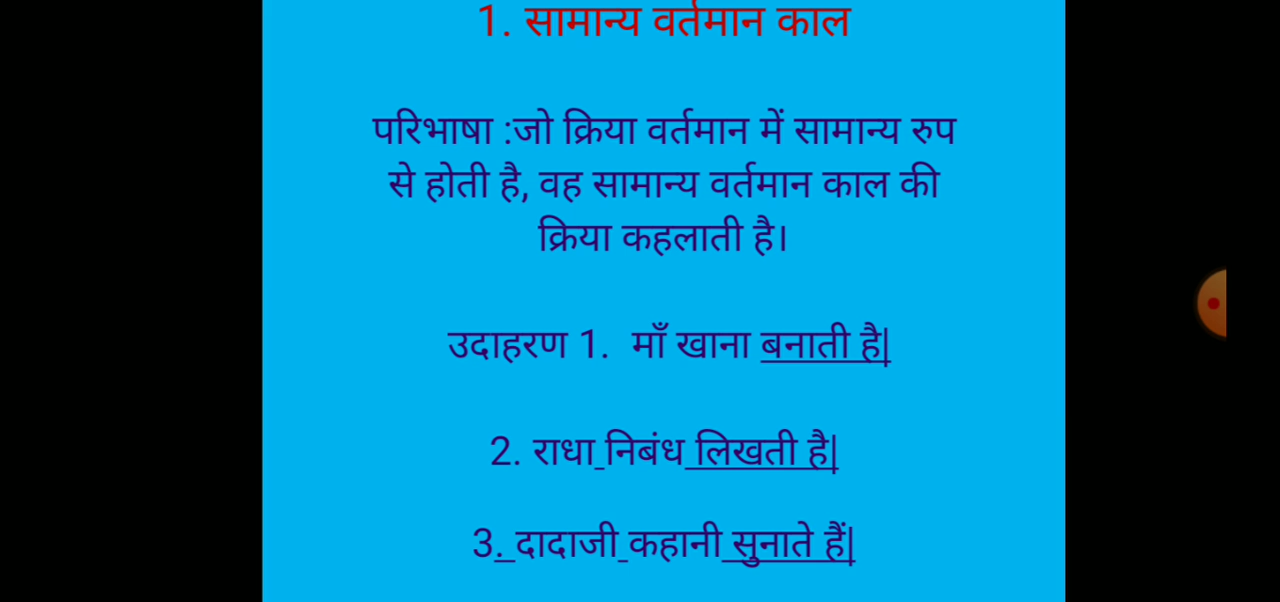 1. सामान्य वर्तमान काल
परिभाषा :जो क्रिया वर्तमान में सामान्य रुप
से होती है, वह सामान्य वर्तमान काल की
क्रिया कहलाती है।
उदाहरण 1. माँ खाना बनाती है|
2. राधा निबंध लिखती है|
3. दादाजी कहानी सुनाते हैं|